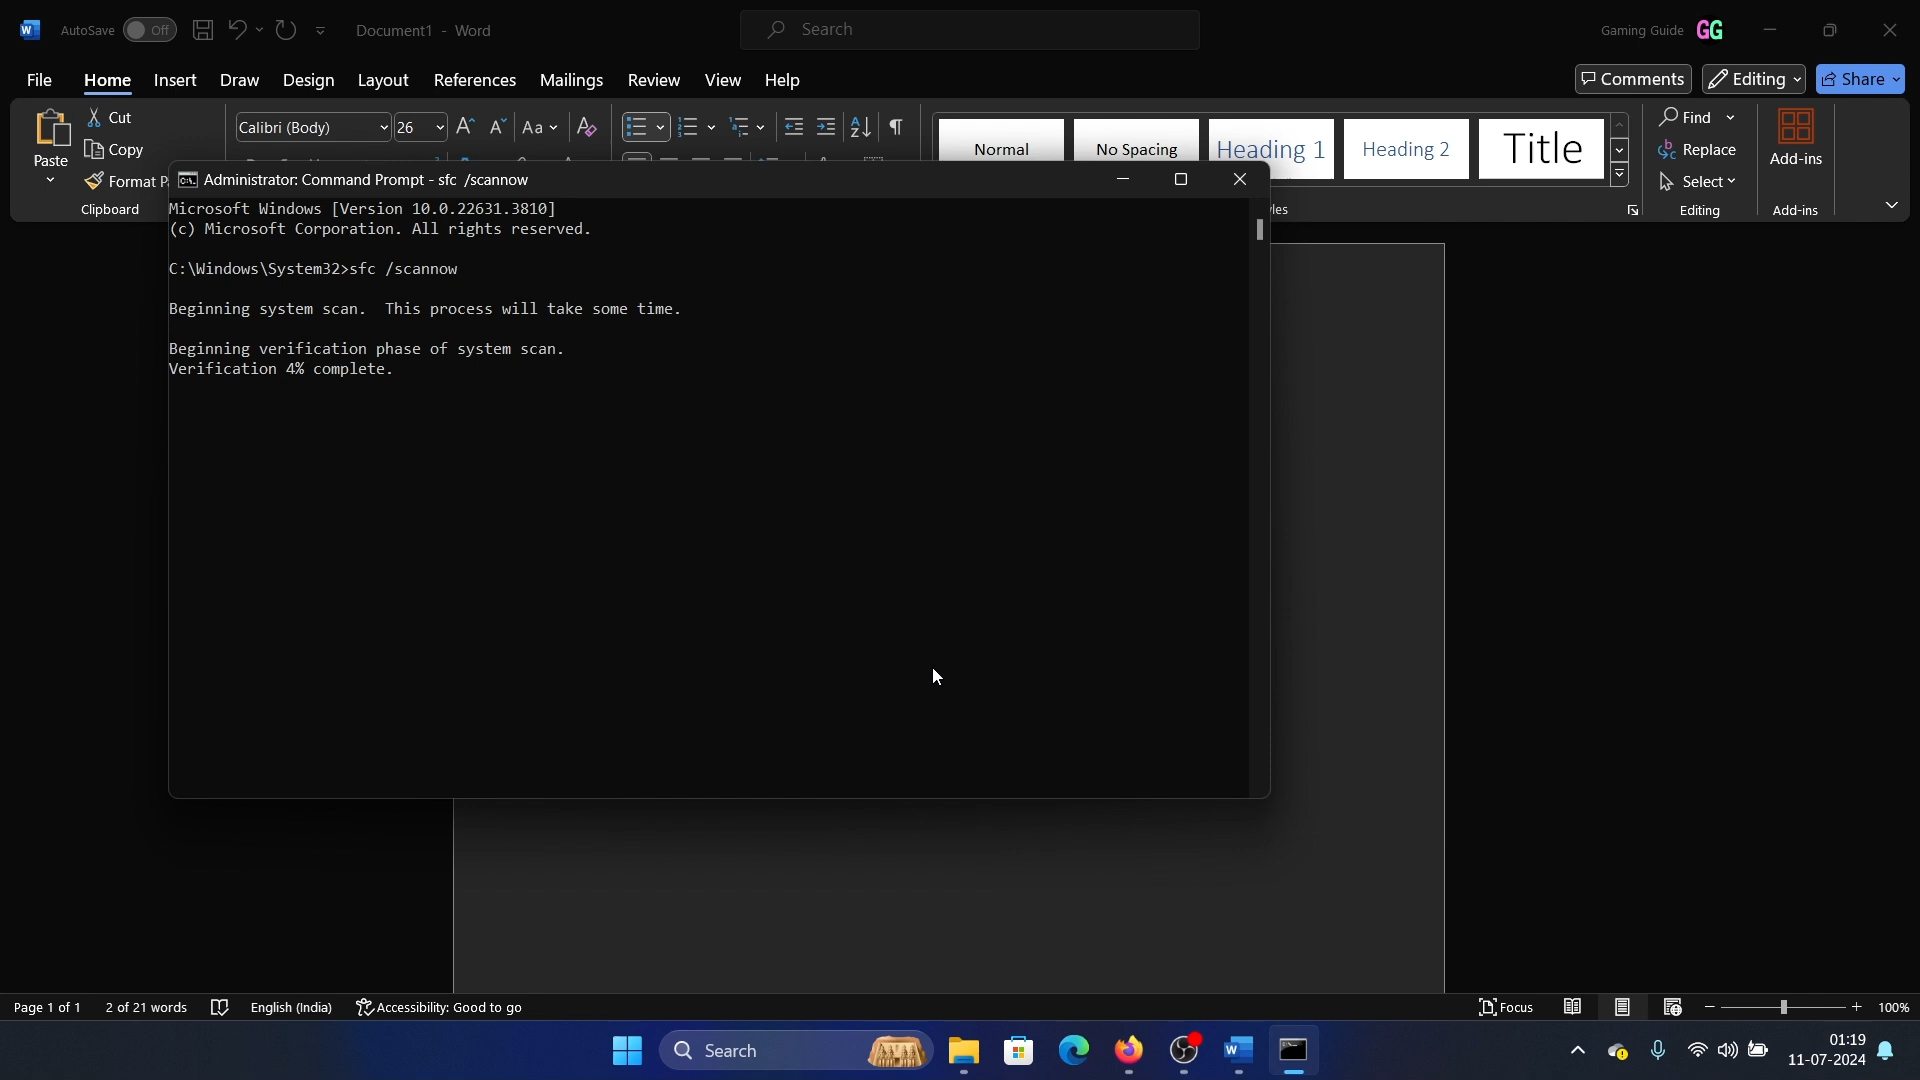 AutoSave Off Document1 - Word Search Gaming Guide GG
File Home Insert Draw Design Layout References Mailings Review View Help Comments Editing Share
Paste Cut Copy Format
Clipboard
Calibri (Body) 26 Aa
Normal No Spacing Heading 1 Heading 2 Title
Find Replace Select
Editing
Add-ins
Add-ins
Administrator: Command Prompt - sfc /scannow
Microsoft Windows [Version 10.0.22631.3810]
(c) Microsoft Corporation. All rights reserved.
C:\Windows\System32>sfc /scannow
Beginning system scan.  This process will take some time.
Beginning verification phase of system scan.
Verification 4% complete.
Page 1 of 1 2 of 21 words English (India) Accessibility: Good to go Focus 100%
Search 01:19
11-07-2024